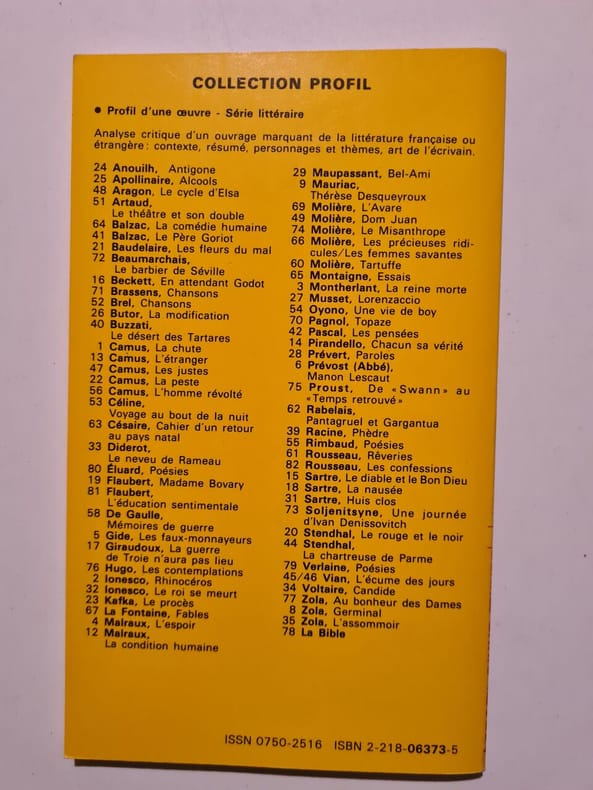 COLLECTION PROFIL
● Profil d'une œuvre - Série littéraire
Analyse critique d'un ouvrage marquant de la littérature française ou
étrangère : contexte, résumé, personnages et thèmes, art de l'écrivain.
24 Anouilh, Antigone
25 Apollinaire, Alcools
48 Aragon, Le cycle d'Elsa
51 Artaud,
Le théâtre et son double
64 Balzac, La comédie humaine
41 Balzac, Le Père Goriot
21 Baudelaire, Les fleurs du mal
72 Beaumarchais,
Le barbier de Séville
16 Beckett, En attendant Godot
71 Brassens, Chansons
52 Brel, Chansons
26 Butor, La modification
40 Buzzati,
Le désert des Tartares
1 Camus, La chute
13 Camus, L'étranger
47 Camus, Les justes
22 Camus, La peste
56 Camus, L'homme révolté
53 Céline,
Voyage au bout de la nuit
63 Césaire, Cahier d'un retour
au pays natal
33 Diderot,
Le neveu de Rameau
80 Éluard, Poésies
19 Flaubert, Madame Bovary
81 Flaubert,
L'éducation sentimentale
58 De Gaulle,
Mémoires de guerre
5 Gide, Les faux-monnayeurs
17 Giraudoux, La guerre
de Troie n'aura pas lieu
76 Hugo, Les contemplations
2 Ionesco, Rhinocéros
32 Ionesco, Le roi se meurt
23 Kafka, Le procès
67 La Fontaine, Fables
4 Malraux, L'espoir
12 Malraux,
La condition humaine
29 Maupassant, Bel-Ami
9 Mauriac,
Thérèse Desqueyroux
69 Molière, L'Avare
49 Molière, Dom Juan
74 Molière, Le Misanthrope
66 Molière, Les précieuses ridi-
cules/Les femmes savantes
60 Molière, Tartuffe
65 Montaigne, Essais
3 Montherlant, La reine morte
27 Musset, Lorenzaccio
54 Oyono, Une vie de boy
70 Pagnol, Topaze
42 Pascal, Les pensées
14 Pirandello, Chacun sa vérité
28 Prévert, Paroles
6 Prévost (Abbé),
Manon Lescaut
75 Proust, De « Swann » au
« Temps retrouvé »
62 Rabelais,
Pantagruel et Gargantua
39 Racine, Phèdre
55 Rimbaud, Poésies
61 Rousseau, Rêveries
82 Rousseau, Les confessions
15 Sartre, Le diable et le Bon Dieu
18 Sartre, La nausée
31 Sartre, Huis clos
73 Soljenitsyne, Une journée
d'Ivan Denissovitch
20 Stendhal, Le rouge et le noir
44 Stendhal,
La chartreuse de Parme
79 Verlaine, Poésies
45/46 Vian, L'écume des jours
34 Voltaire, Candide
77 Zola, Au bonheur des Dames
8 Zola, Germinal
35 Zola, L'assommoir
78 La Bible
ISSN 0750-2516 ISBN 2-218-06373-5